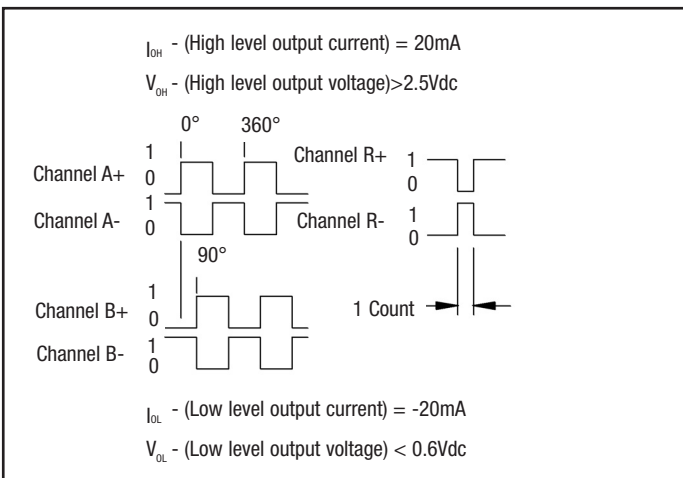 I_OH - (High level output current) = 20mA
V_OH - (High level output voltage)>2.5Vdc
0° 360°
Channel A+ 1 0
Channel A- 1 0
Channel R+ 1 0
Channel R- 1 0
90°
Channel B+ 1 0
Channel B- 1 0
1 Count
I_OL - (Low level output current) = -20mA
V_OL - (Low level output voltage) < 0.6Vdc